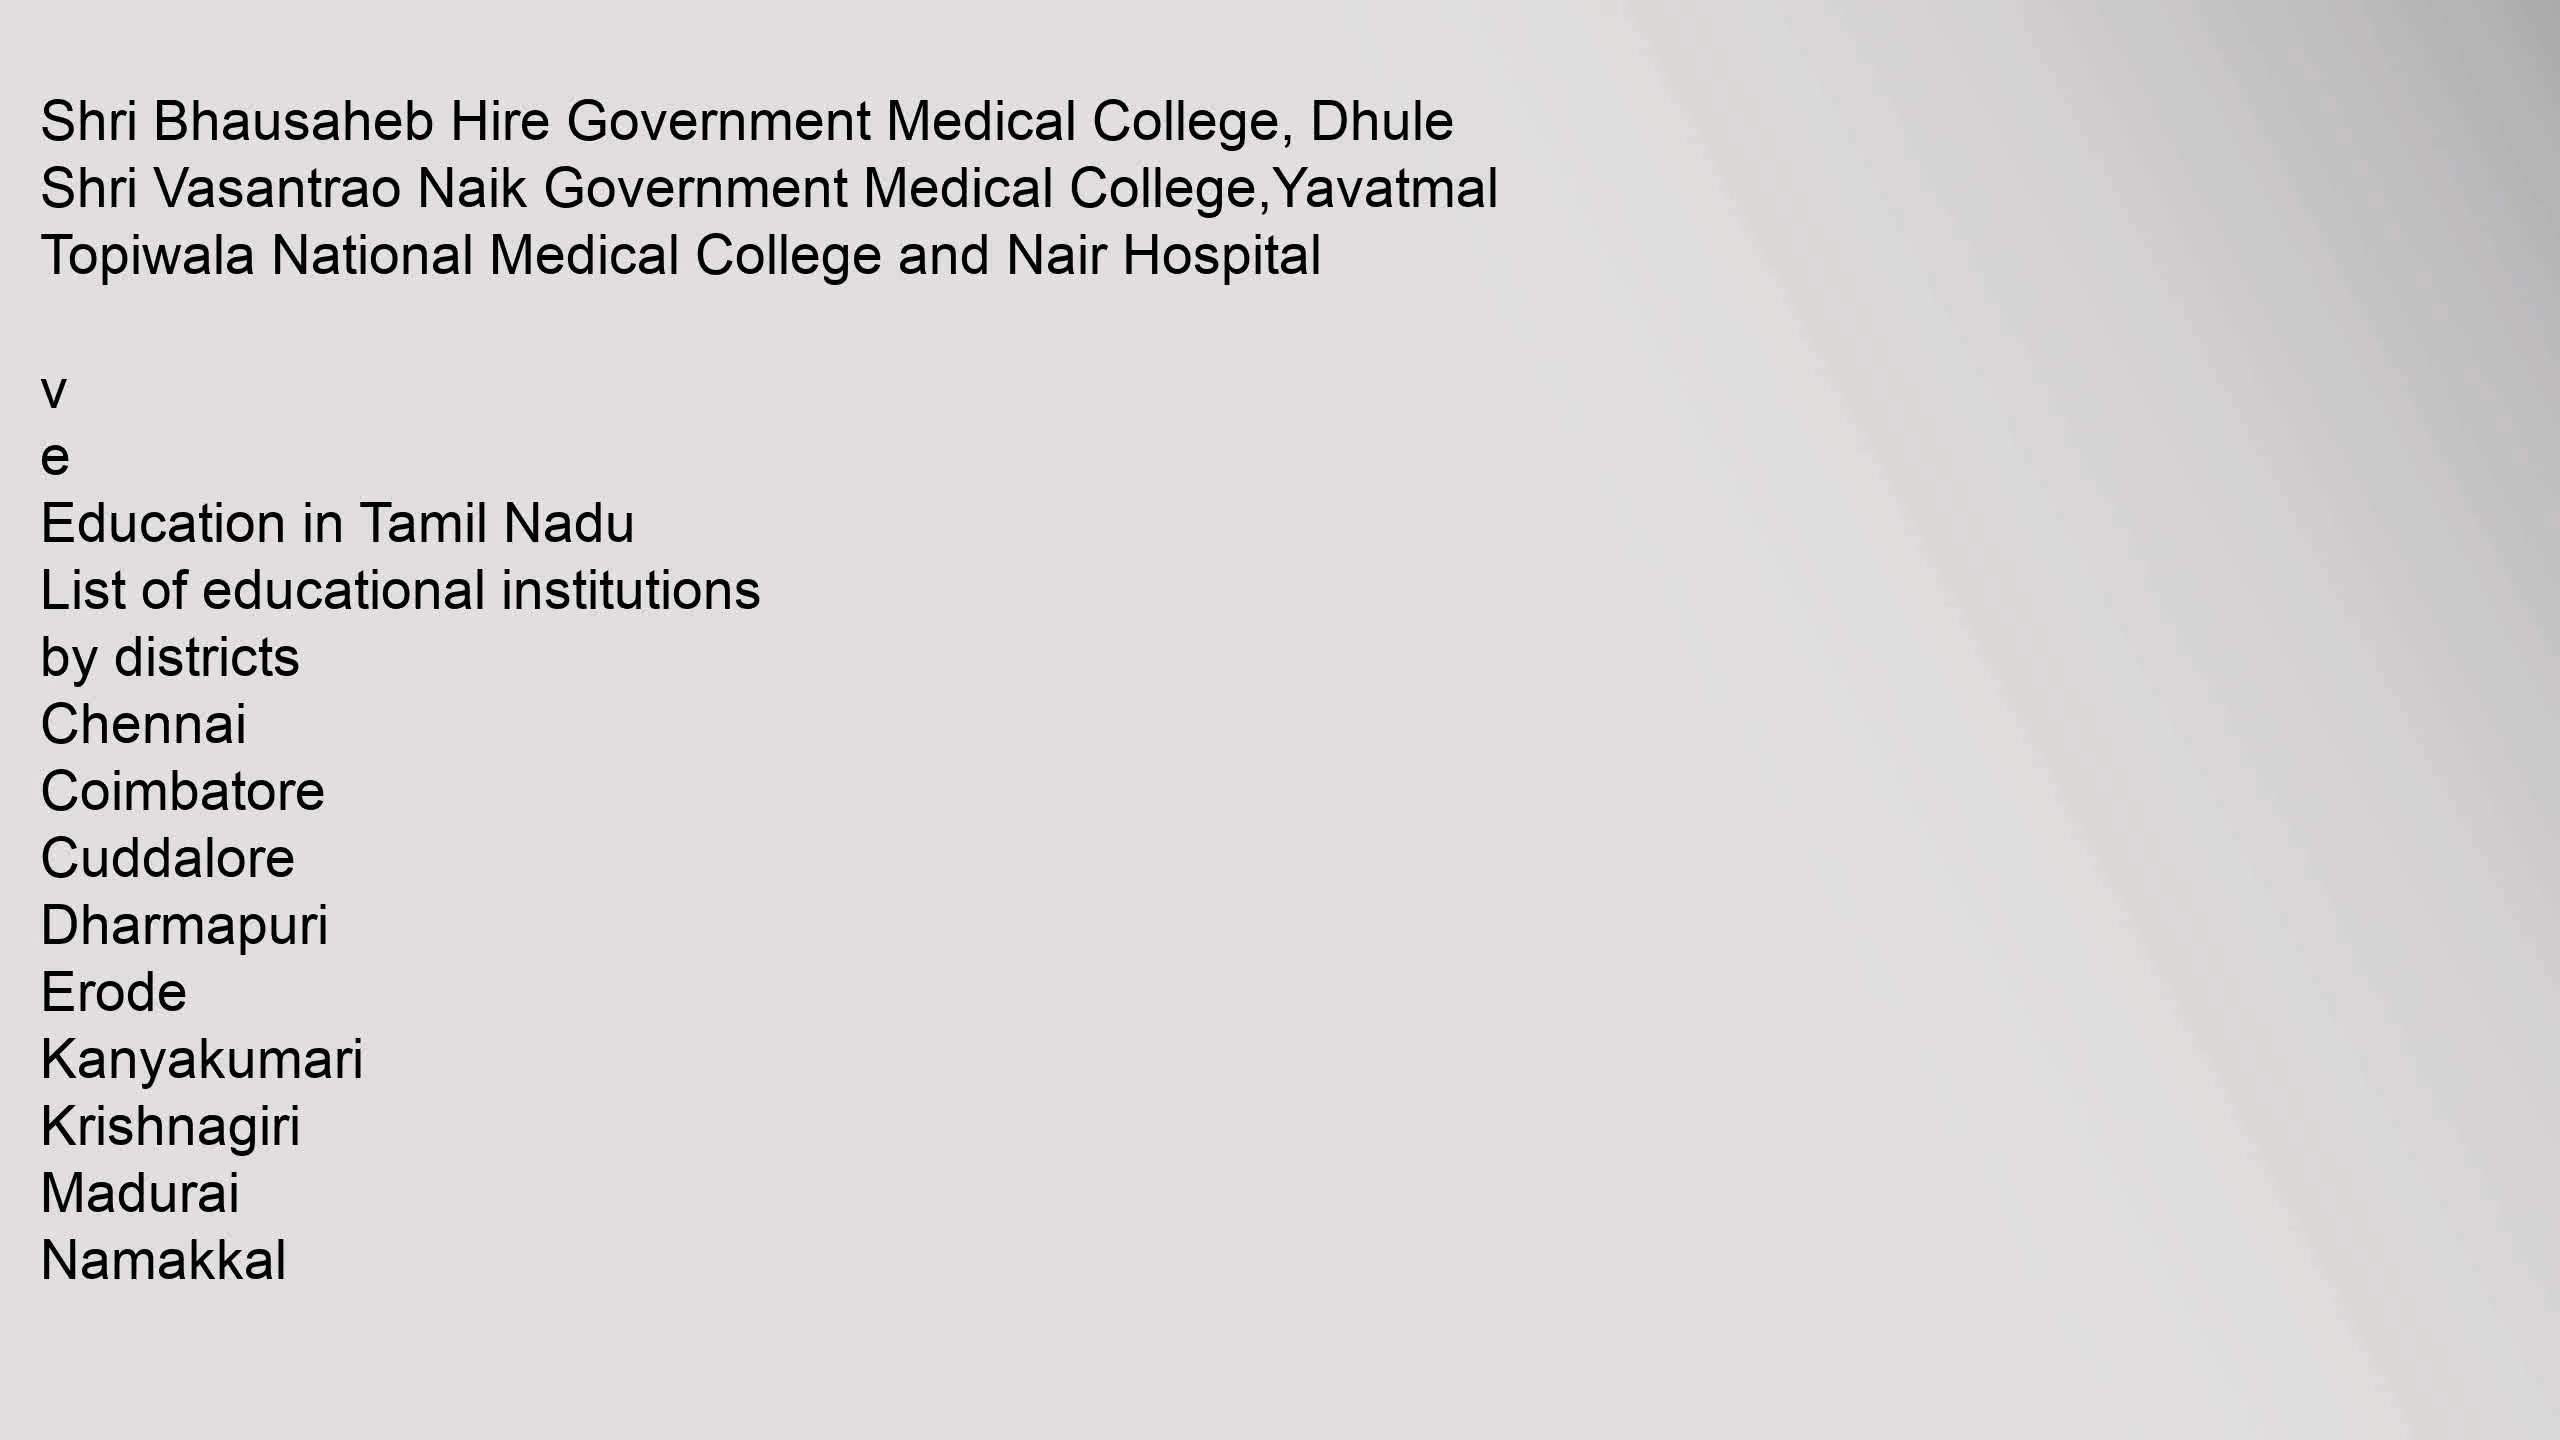 Shri Bhausaheb Hire Government Medical College, Dhule
Shri Vasantrao Naik Government Medical College,Yavatmal
Topiwala National Medical College and Nair Hospital
v
e
Education in Tamil Nadu
List of educational institutions
by districts
Chennai
Coimbatore
Cuddalore
Dharmapuri
Erode
Kanyakumari
Krishnagiri
Madurai
Namakkal